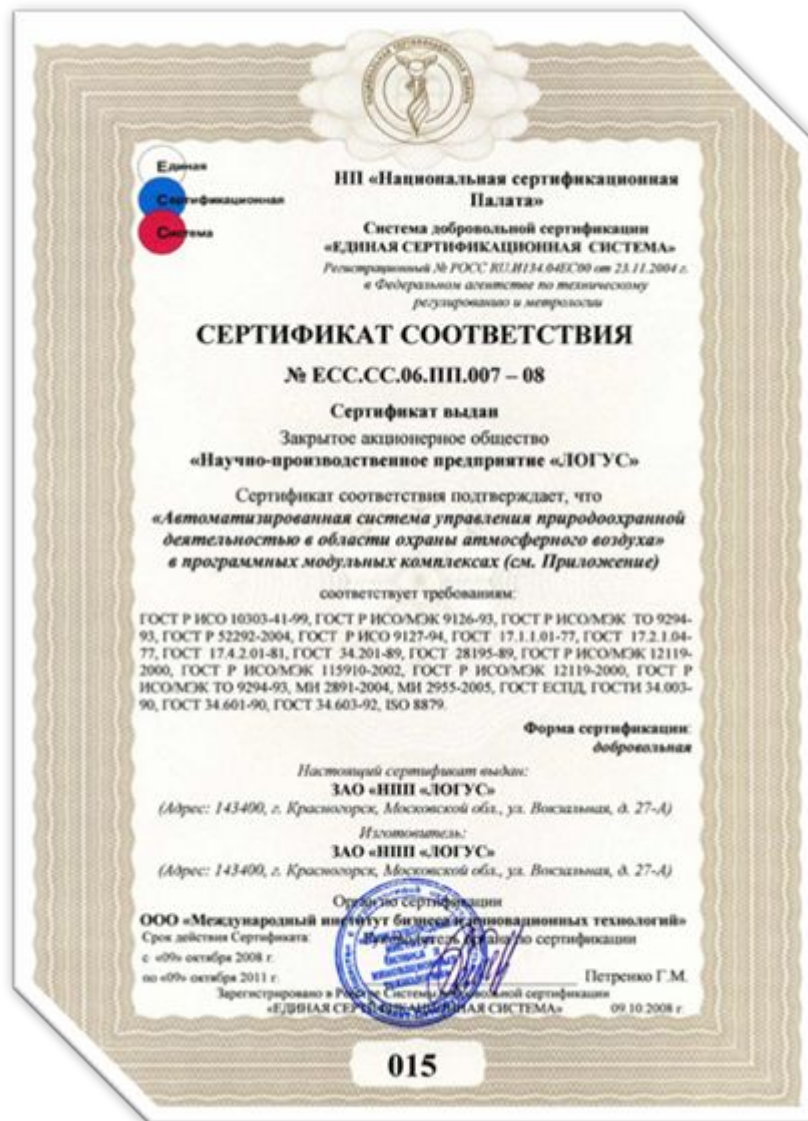 Единая
Сертификационная
Система
НП «Национальная сертификационная
Палата»
Система добровольной сертификации
«ЕДИНАЯ СЕРТИФИКАЦИОННАЯ СИСТЕМА»
Регистрационный № РОСС RU.И134.04ЕС00 от 23.11.2004 г.
в Федеральном агентстве по техническому
регулированию и метрологии
СЕРТИФИКАТ СООТВЕТСТВИЯ
№ ЕСС.СС.06.ПП.007 – 08
Сертификат выдан
Закрытое акционерное общество
«Научно-производственное предприятие «ЛОГУС»
Сертификат соответствия подтверждает, что
«Автоматизированная система управления природоохранной
деятельностью в области охраны атмосферного воздуха»
в программных модульных комплексах (см. Приложение)
соответствует требованиям:
ГОСТ Р ИСО 10303-41-99, ГОСТ Р ИСО/МЭК 9126-93, ГОСТ Р ИСО/МЭК ТО 9294-
93, ГОСТ Р 52292-2004, ГОСТ Р ИСО 9127-94, ГОСТ 17.1.1.01-77, ГОСТ 17.2.1.04-
77, ГОСТ 17.4.2.01-81, ГОСТ 34.201-89, ГОСТ 28195-89, ГОСТ Р ИСО/МЭК 12119-
2000, ГОСТ Р ИСО/МЭК 115910-2002, ГОСТ Р ИСО/МЭК 12119-2000, ГОСТ Р
ИСО/МЭК ТО 9294-93, МИ 2891-2004, МИ 2955-2005, ГОСТ ЕСПД, ГОСТИ 34.003-
90, ГОСТ 34.601-90, ГОСТ 34.603-92, ISO 8879.
Форма сертификации:
добровольная
Настоящий сертификат выдан:
ЗАО «НПП «ЛОГУС»
(Адрес: 143400, г. Красногорск, Московской обл., ул. Вокзальная, д. 27-А)
Изготовитель:
ЗАО «НПП «ЛОГУС»
(Адрес: 143400, г. Красногорск, Московской обл., ул. Вокзальная, д. 27-А)
Орган по сертификации
ООО «Международный институт бизнеса и инновационных технологий»
Срок действия Сертификата: Руководитель органа по сертификации
с «09» октября 2008 г.
по «09» октября 2011 г. Петренко Г.М.
Зарегистрировано в Реестре Системы добровольной сертификации
«ЕДИНАЯ СЕРТИФИКАЦИОННАЯ СИСТЕМА» 09.10.2008 г.
015